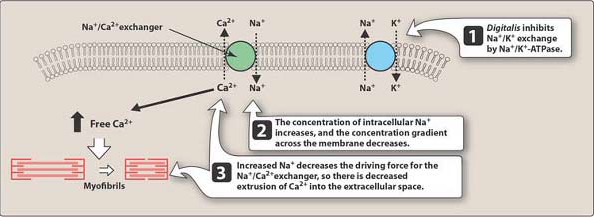 Na⁺/Ca²⁺exchanger
Ca²⁺ Na⁺
Na⁺ K⁺
1 Digitalis inhibits
Na⁺/K⁺ exchange
by Na⁺/K⁺-ATPase.
Ca²⁺ Na⁺
Na⁺ K⁺
Free Ca²⁺
2 The concentration of intracellular Na⁺
increases, and the concentration gradient
across the membrane decreases.
Myofibrils
3 Increased Na⁺ decreases the driving force for the
Na⁺/Ca²⁺exchanger, so there is decreased
extrusion of Ca²⁺ into the extracellular space.